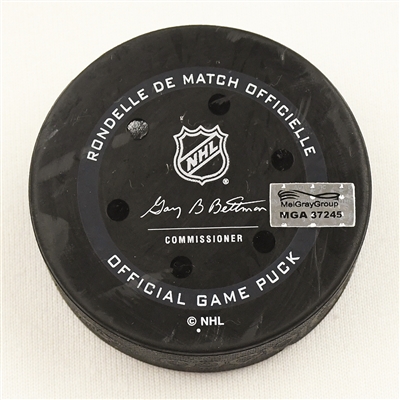 RONDELLE DE MATCH OFFICIELLE
NHL
Gary B Bettman
COMMISSIONER
MeiGrayGroup
MGA 37245
OFFICIAL GAME PUCK
© NHL